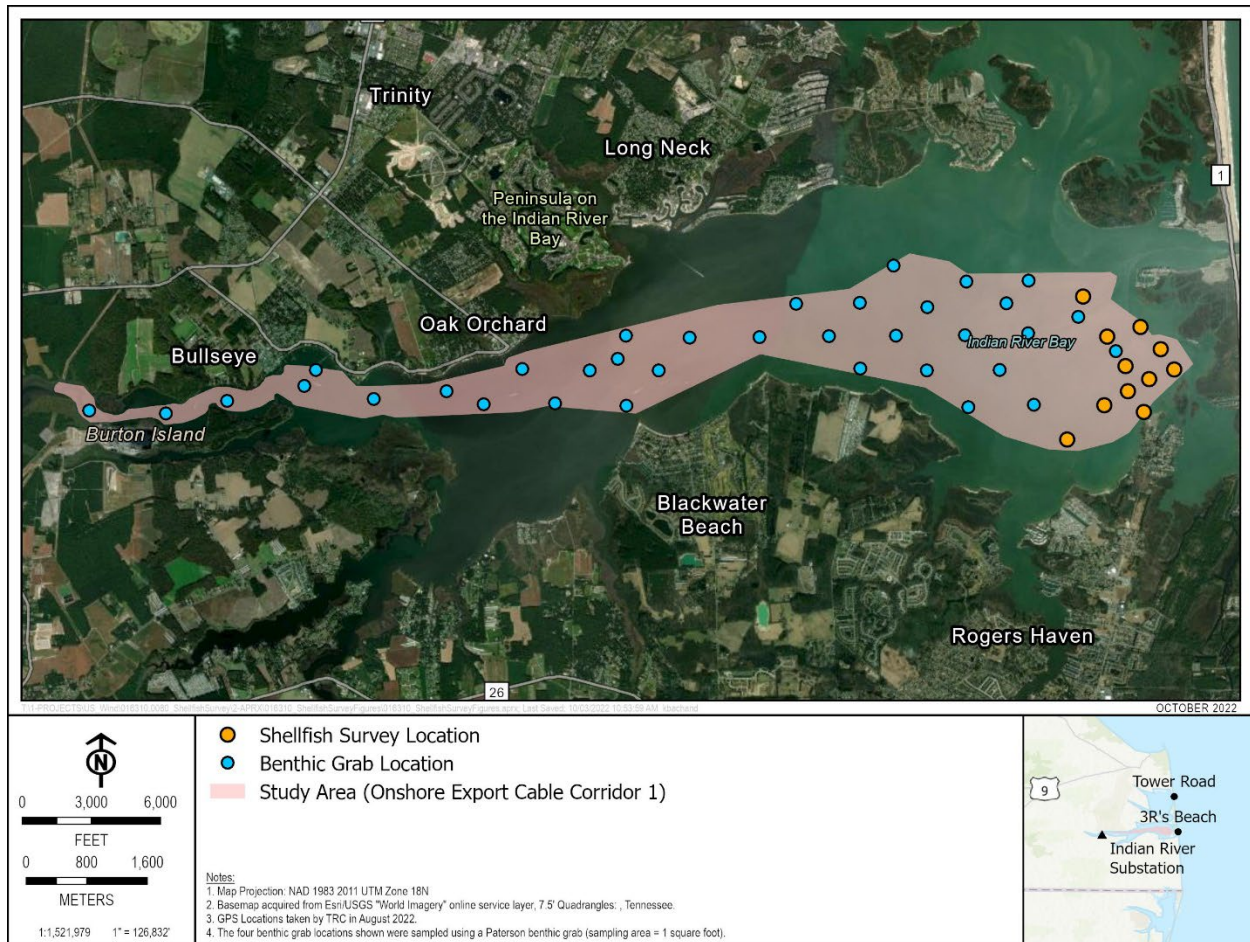 Trinity
Long Neck
1
Peninsula on
the Indian River
Bay
Oak Orchard
Bullseye
Indian River Bay
Burton Island
Blackwater
Beach
Rogers Haven
26
OCTOBER 2022
N
0 3,000 6,000
FEET
0 800 1,600
METERS
1:1,521,979 1" = 126,832'
Shellfish Survey Location
Benthic Grab Location
Study Area (Onshore Export Cable Corridor 1)
Notes:
1. Map Projection: NAD 1983 2011 UTM Zone 18N
2. Basemap acquired from Esri/USGS "World Imagery" online service layer, 7.5' Quadrangles: , Tennessee.
3. GPS Locations taken by TRC in August 2022.
4. The four benthic grab locations shown were sampled using a Paterson benthic grab (sampling area = 1 square foot).
9
Tower Road
3R's Beach
Indian River
Substation